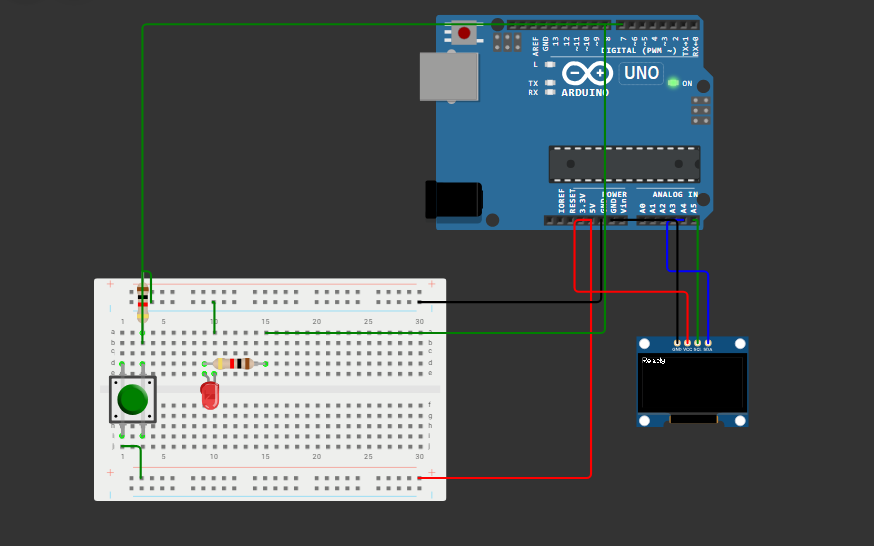 AREF
GND
13
12
~11
~10
~9
8
7
~6
~5
4
~3
2
TX→1
RX←0
DIGITAL (PWM ~)
L
TX
RX
ARDUINO
UNO
ON
POWER
ANALOG IN
IOREF
RESET
3.3V
5V
GND
GND
Vin
A0
A1
A2
A3
A4
A5
1 5 10 15 20 25 30
a a
b b
c c
d d
e e
f f
g g
h h
i i
j j
1 5 10 15 20 25 30
GND VCC SCL SDA
Ready